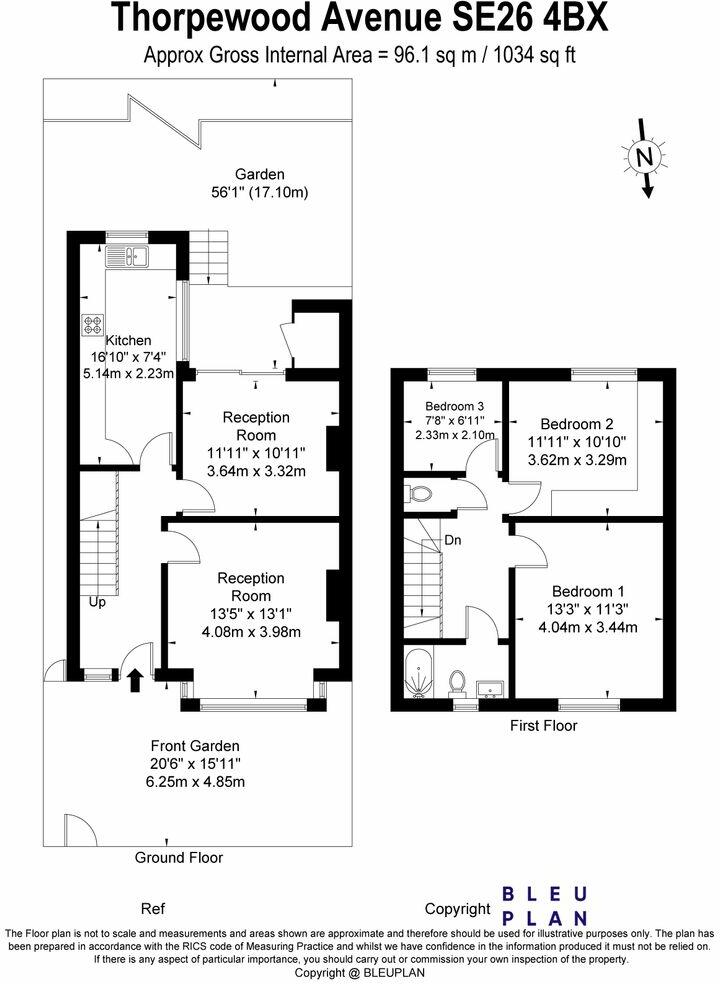 Thorpewood Avenue SE26 4BX
Approx Gross Internal Area = 96.1 sq m / 1034 sq ft
N
Garden
56'1" (17.10m)
Kitchen
16'10" x 7'4"
5.14m x 2.23m
Reception
Room
11'11" x 10'11"
3.64m x 3.32m
Reception
Room
13'5" x 13'1"
4.08m x 3.98m
Up
Front Garden
20'6" x 15'11"
6.25m x 4.85m
Ground Floor
Bedroom 3
7'8" x 6'11"
2.33m x 2.10m
Bedroom 2
11'11" x 10'10"
3.62m x 3.29m
Dn
Bedroom 1
13'3" x 11'3"
4.04m x 3.44m
First Floor
Ref
Copyright
BLEU
PLAN
The Floor plan is not to scale and measurements and areas shown are approximate and therefore should be used for illustrative purposes only. The plan has
been prepared in accordance with the RICS code of Measuring Practice and whilst we have confidence in the information produced it must not be relied on.
If there is any aspect of particular importance, you should carry out or commission your own inspection of the property.
Copyright @ BLEUPLAN